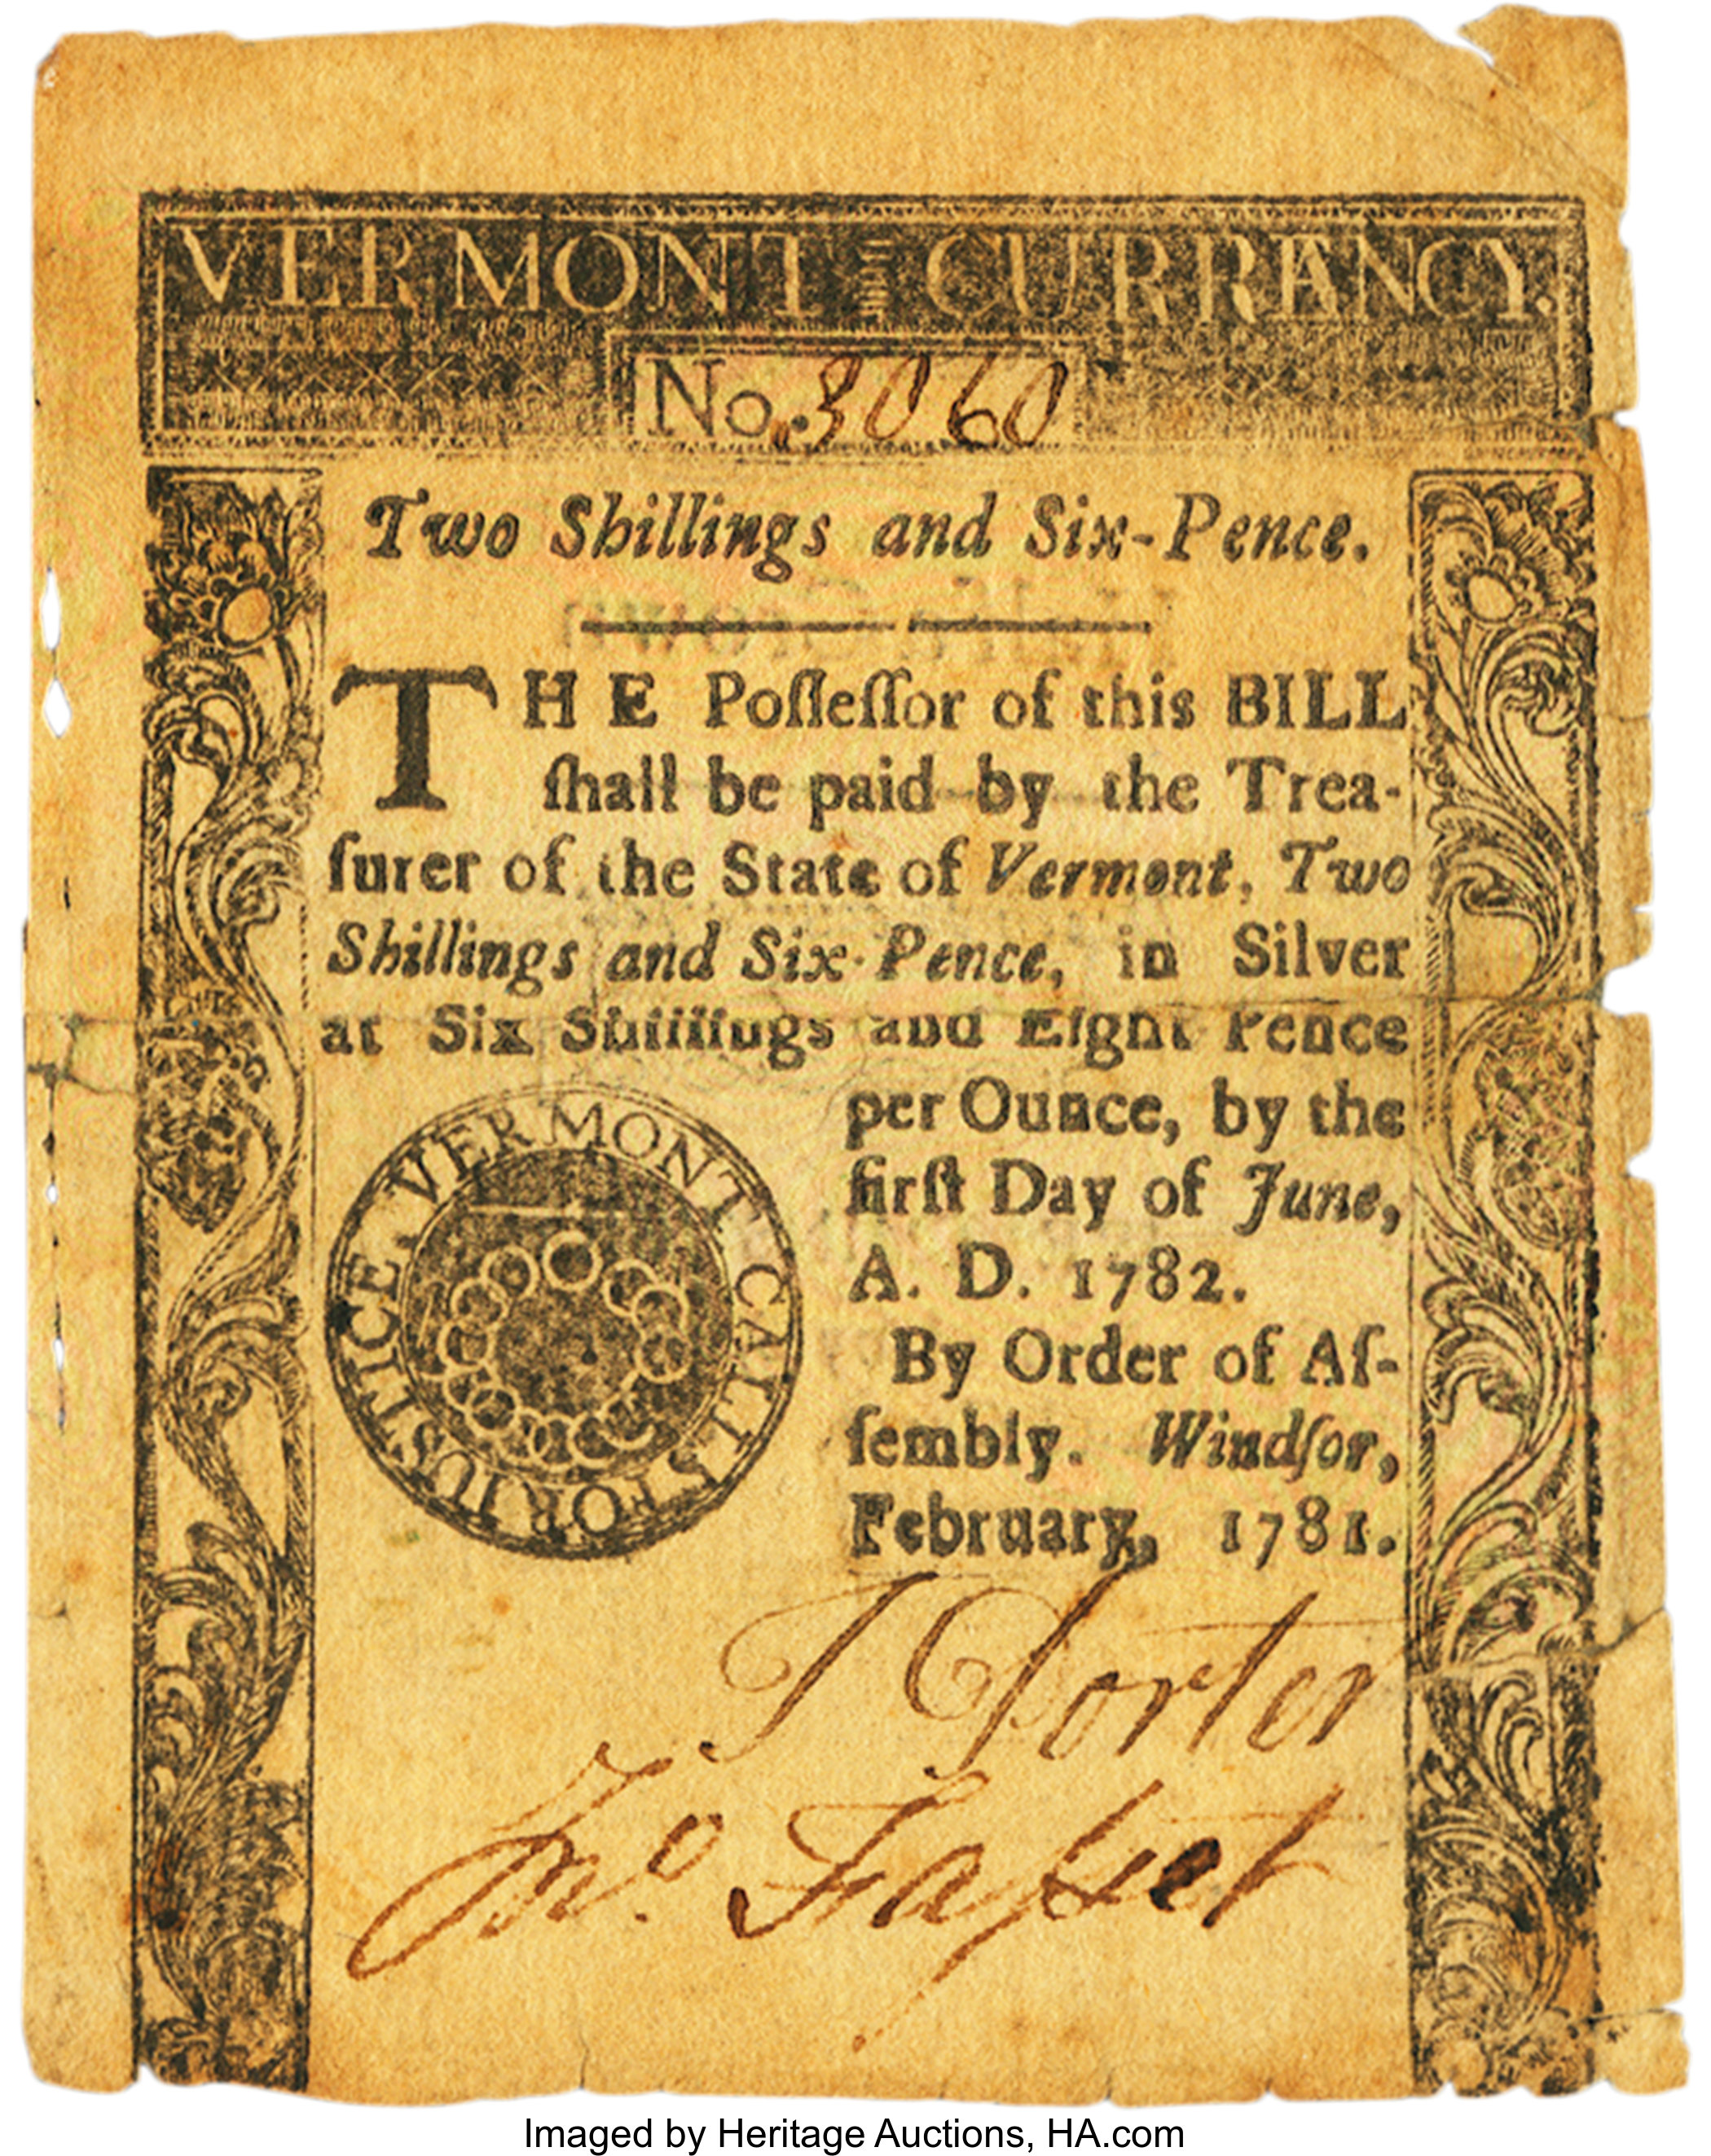 VERMONT CURRENCY.
No. 3060
Two Shillings and Six-Pence.
THE Poſſeſſor of this BILL
ſhall be paid by the Trea-
ſurer of the State of Vermont, Two
Shillings and Six-Pence, in Silver
at Six Shillings and Eight Pence
per Ounce, by the
firſt Day of June,
A. D. 1782.
By Order of Aſ-
ſembly. Windſor,
February, 1781.
VERMONT CALLS FOR JUSTICE.
T Porter
Jnº. Faſset
Imaged by Heritage Auctions, HA.com